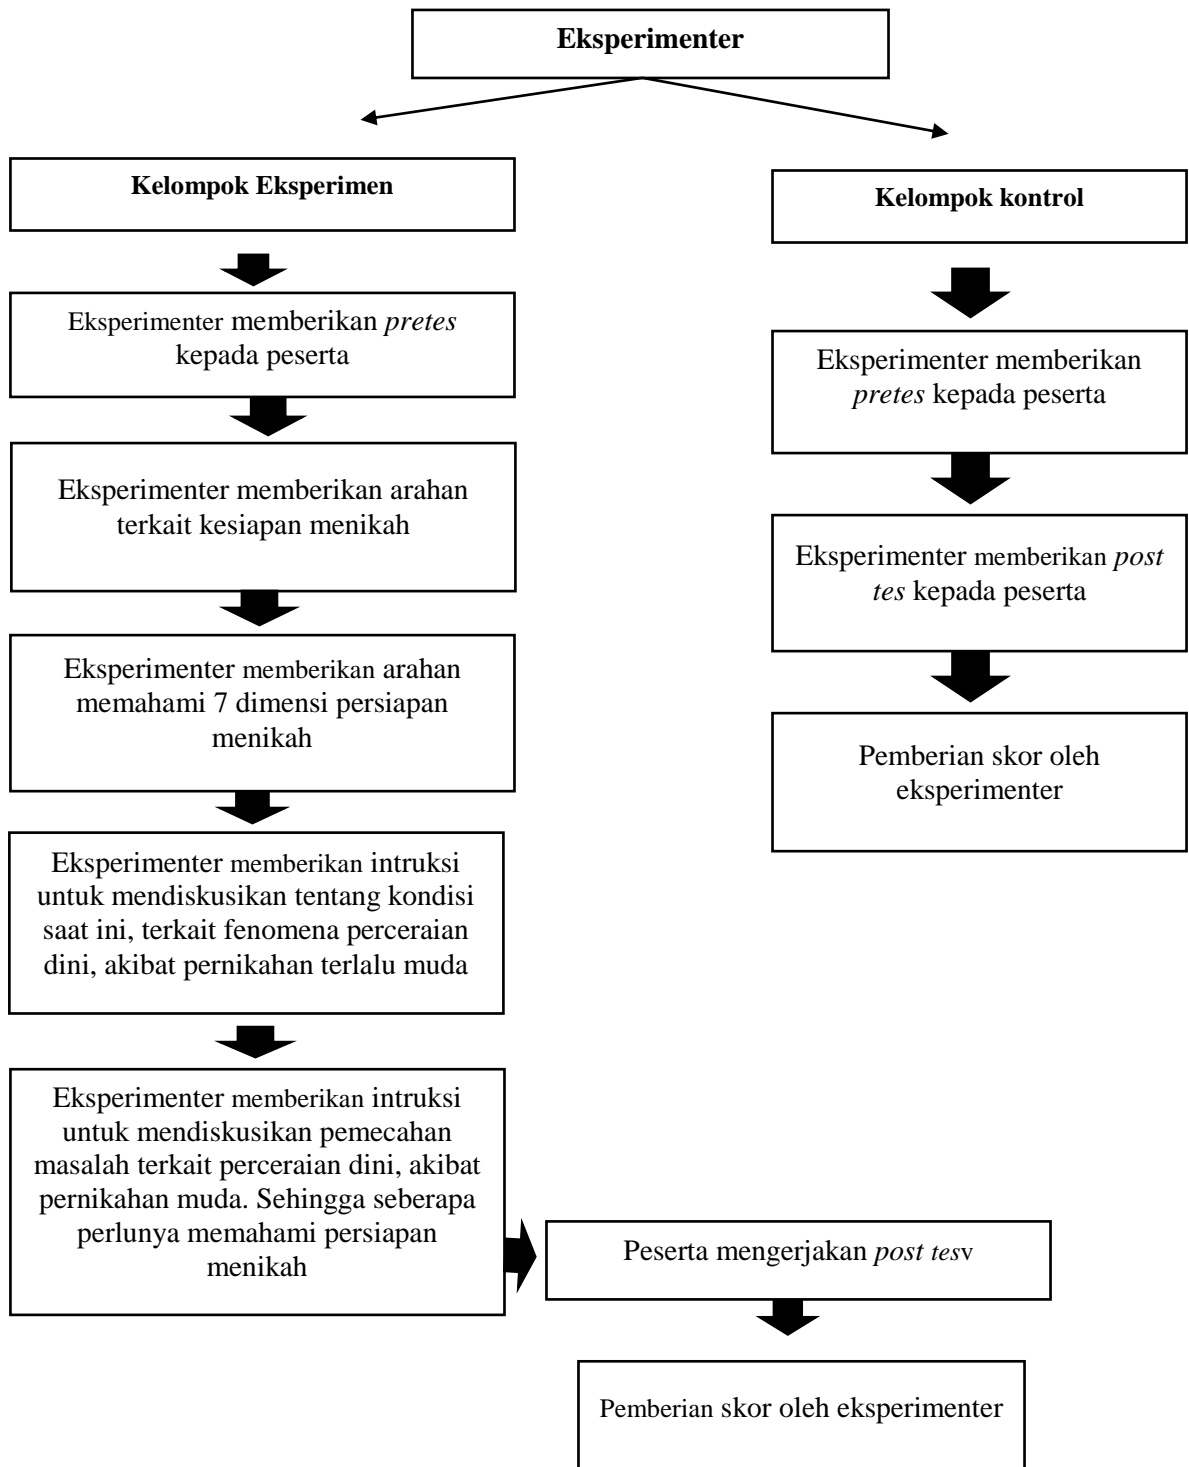 Eksperimenter
Kelompok Eksperimen
Eksperimenter memberikan pretes
kepada peserta
Eksperimenter memberikan arahan
terkait kesiapan menikah
Eksperimenter memberikan arahan
memahami 7 dimensi persiapan
menikah
Eksperimenter memberikan intruksi
untuk mendiskusikan tentang kondisi
saat ini, terkait fenomena perceraian
dini, akibat pernikahan terlalu muda
Eksperimenter memberikan intruksi
untuk mendiskusikan pemecahan
masalah terkait perceraian dini, akibat
pernikahan muda. Sehingga seberapa
perlunya memahami persiapan
menikah
Peserta mengerjakan post tesv
Pemberian skor oleh eksperimenter
Kelompok kontrol
Eksperimenter memberikan
pretes kepada peserta
Eksperimenter memberikan post
tes kepada peserta
Pemberian skor oleh
eksperimenter